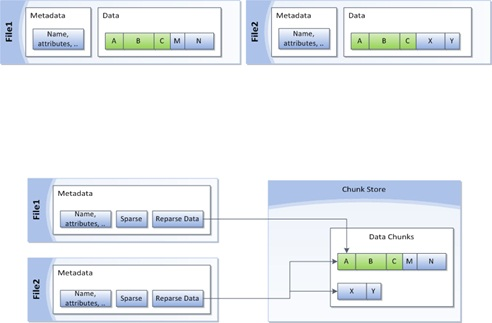 File1
Metadata
Name,
attributes, ..
Data
A B C M N
File2
Metadata
Name,
attributes, ..
Data
A B C X Y
File1
Metadata
Name,
attributes, ..
Sparse
Reparse Data
File2
Metadata
Name,
attributes, ..
Sparse
Reparse Data
Chunk Store
Data Chunks
A B C M N
X Y